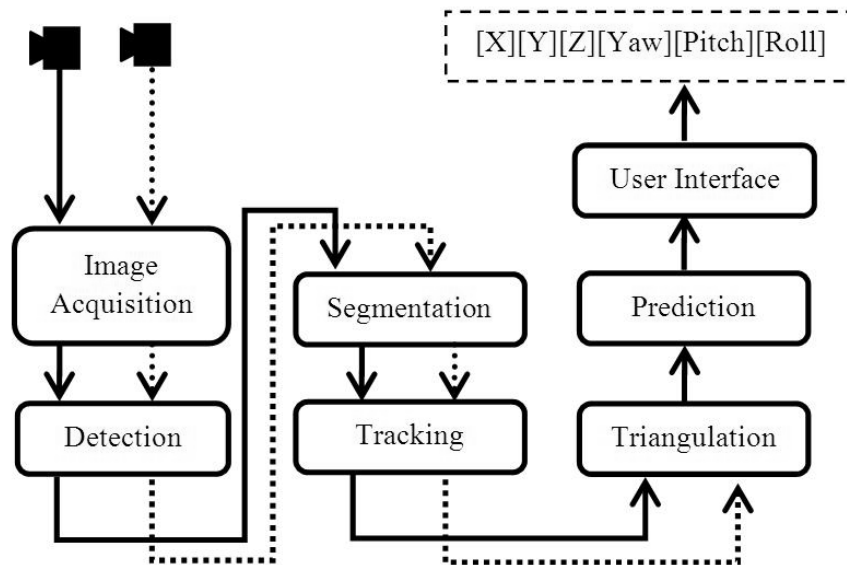 [X][Y][Z][Yaw][Pitch][Roll]
User Interface
Image
Acquisition
Segmentation
Prediction
Detection
Tracking
Triangulation